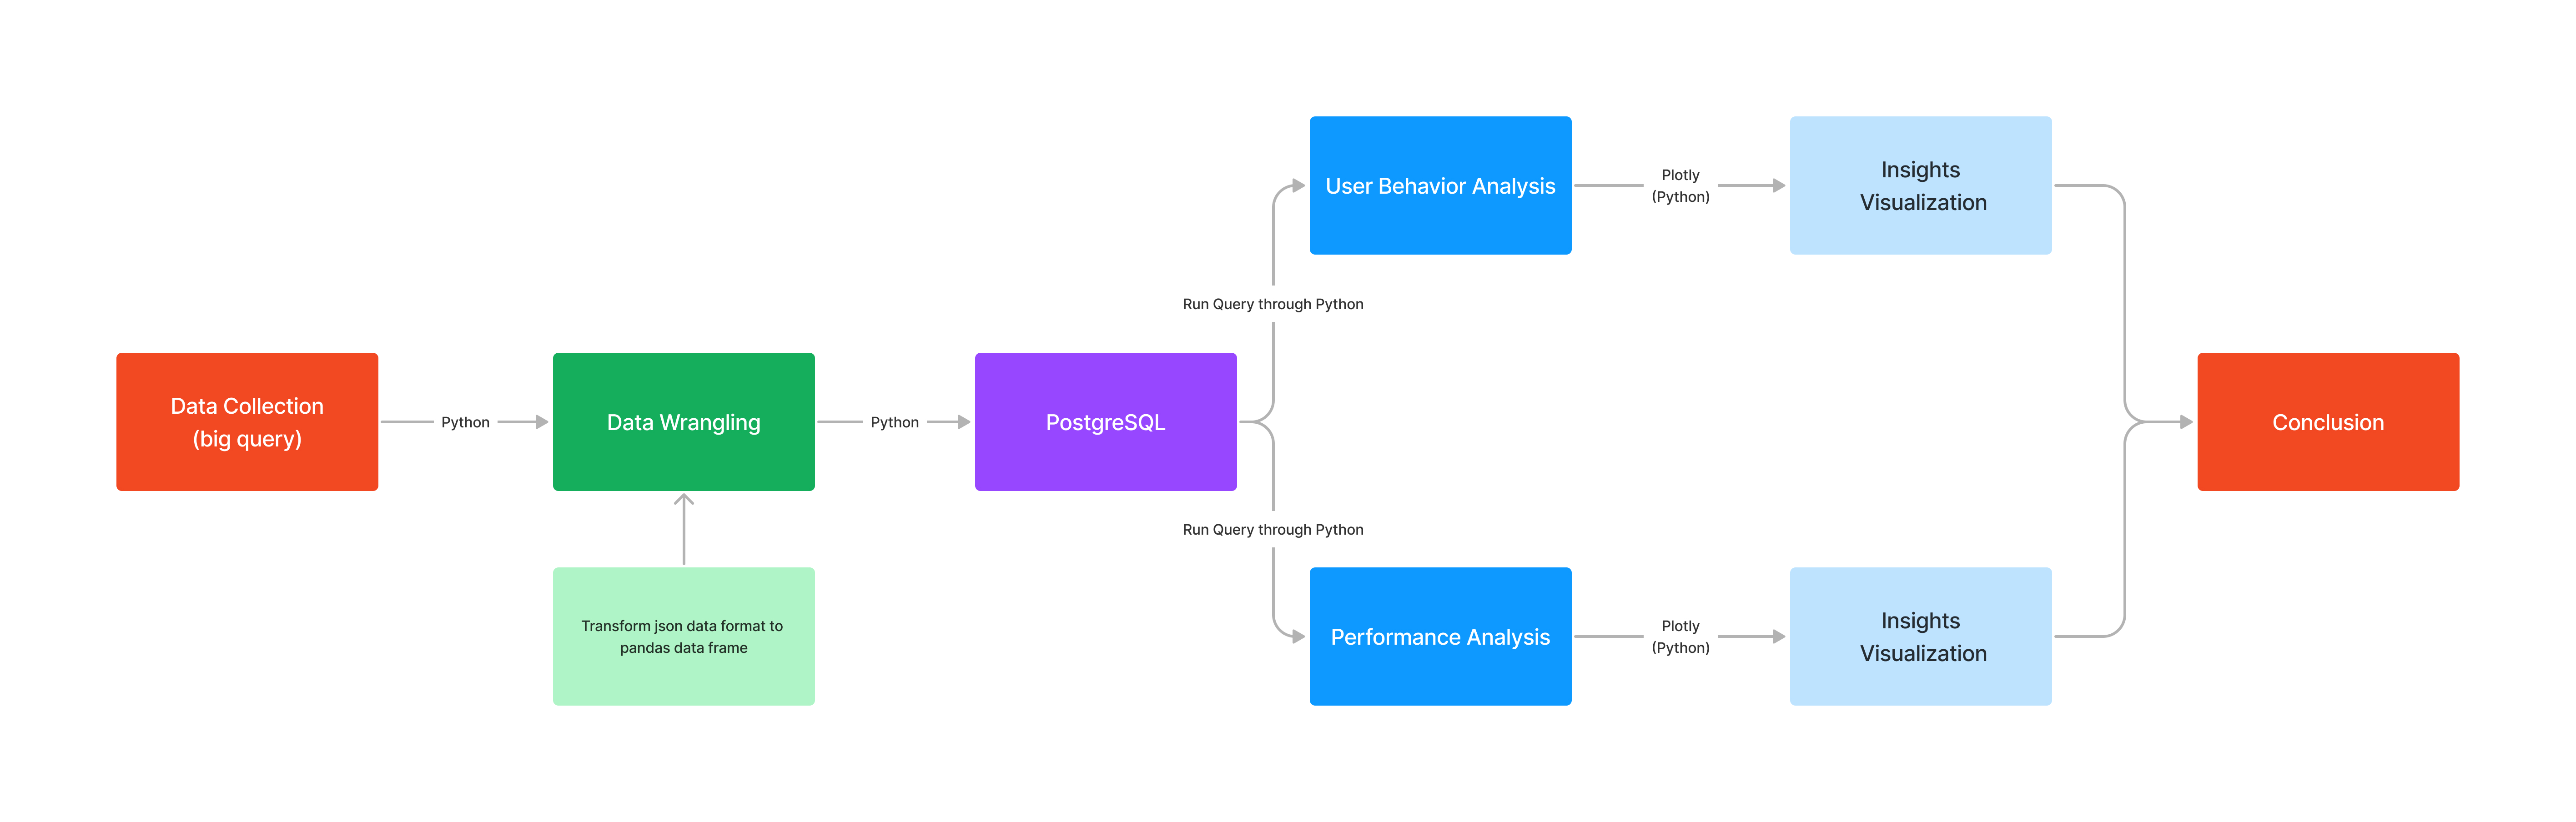 Data Collection
(big query)
Python
Data Wrangling
Transform json data format to
pandas data frame
Python
PostgreSQL
Run Query through Python
User Behavior Analysis
Plotly
(Python)
Insights
Visualization
Run Query through Python
Performance Analysis
Plotly
(Python)
Insights
Visualization
Conclusion